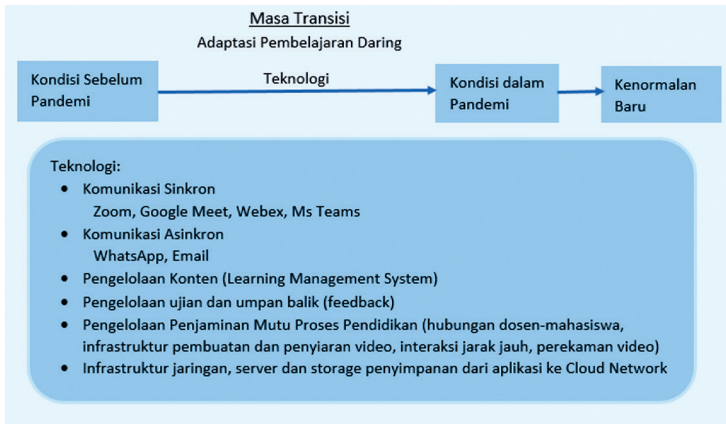 Masa Transisi
Adaptasi Pembelajaran Daring
Kondisi Sebelum
Pandemi
Teknologi
Kondisi dalam
Pandemi
Kenormalan
Baru
Teknologi:
• Komunikasi Sinkron
Zoom, Google Meet, Webex, Ms Teams
• Komunikasi Asinkron
WhatsApp, Email
• Pengelolaan Konten (Learning Management System)
• Pengelolaan ujian dan umpan balik (feedback)
• Pengelolaan Penjaminan Mutu Proses Pendidikan (hubungan dosen-mahasiswa,
infrastruktur pembuatan dan penyiaran video, interaksi jarak jauh, perekaman video)
• Infrastruktur jaringan, server dan storage penyimpanan dari aplikasi ke Cloud Network